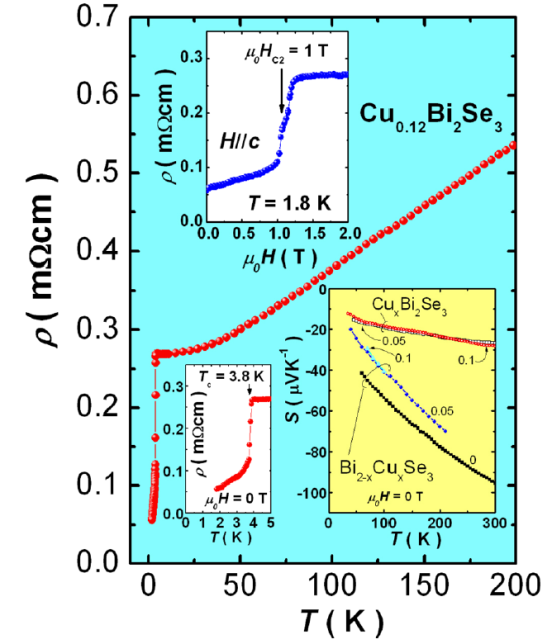 0.7
0.6
0.5
0.4
0.3
0.2
0.1
0.0
ρ ( mΩcm)
0
50
100
150
200
T ( K )
Cu0.12Bi2Se3
0.3
0.2
0.1
0.0
ρ ( mΩcm)
μ0HC2 = 1 T
H//c
T = 1.8 K
0.0 0.5 1.0 1.5 2.0
μ0H ( T )
0.3
0.2
0.1
0.0
ρ ( mΩcm)
Tc = 3.8 K
μ0H = 0 T
0 1 2 3 4 5
T ( K )
0
-20
-40
-60
-80
-100
S ( μVK-1)
CuxBi2Se3
0.05
0.1
0.1
0.05
0
Bi2-xCuxSe3
μ0H = 0 T
0 100 200 300
T ( K )